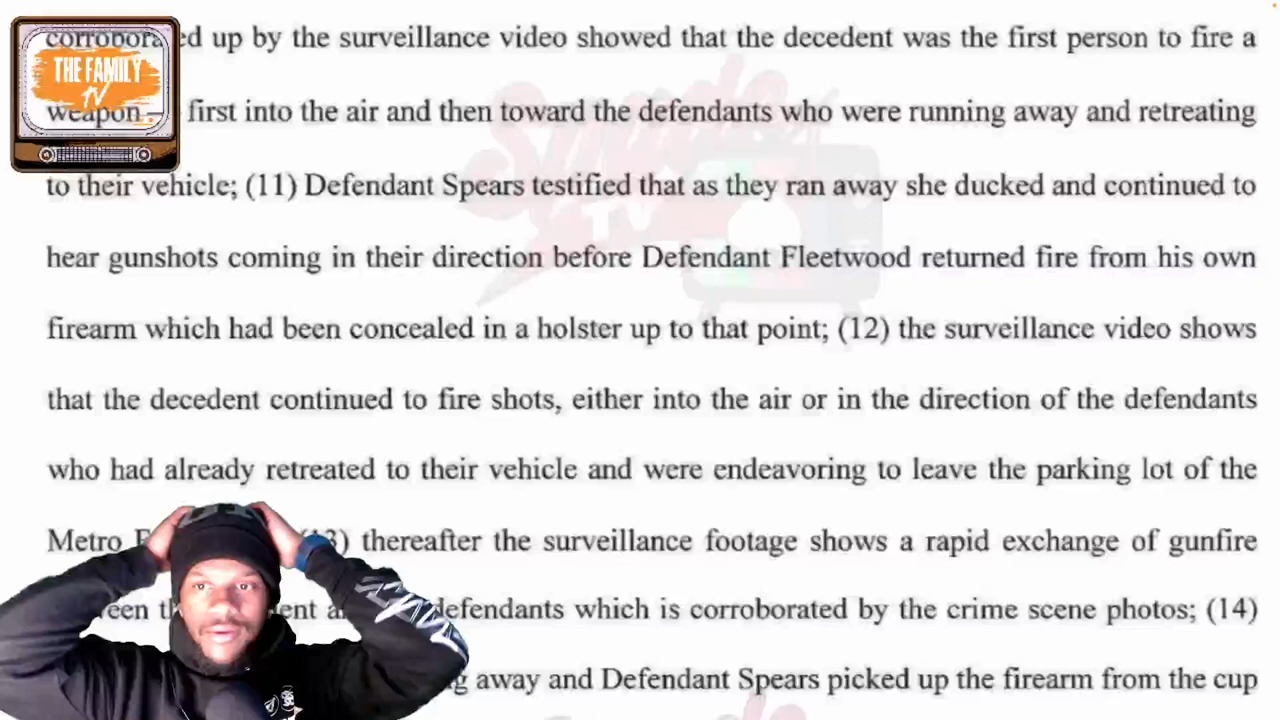 THE FAMILY
TV
corroborated up by the surveillance video showed that the decedent was the first person to fire a
weapon – first into the air and then toward the defendants who were running away and retreating
to their vehicle; (11) Defendant Spears testified that as they ran away she ducked and continued to
hear gunshots coming in their direction before Defendant Fleetwood returned fire from his own
firearm which had been concealed in a holster up to that point; (12) the surveillance video shows
that the decedent continued to fire shots, either into the air or in the direction of the defendants
who had already retreated to their vehicle and were endeavoring to leave the parking lot of the
Metro 13) thereafter the surveillance footage shows a rapid exchange of gunfire
defendants which is corroborated by the crime scene photos; (14)
away and Defendant Spears picked up the firearm from the cup